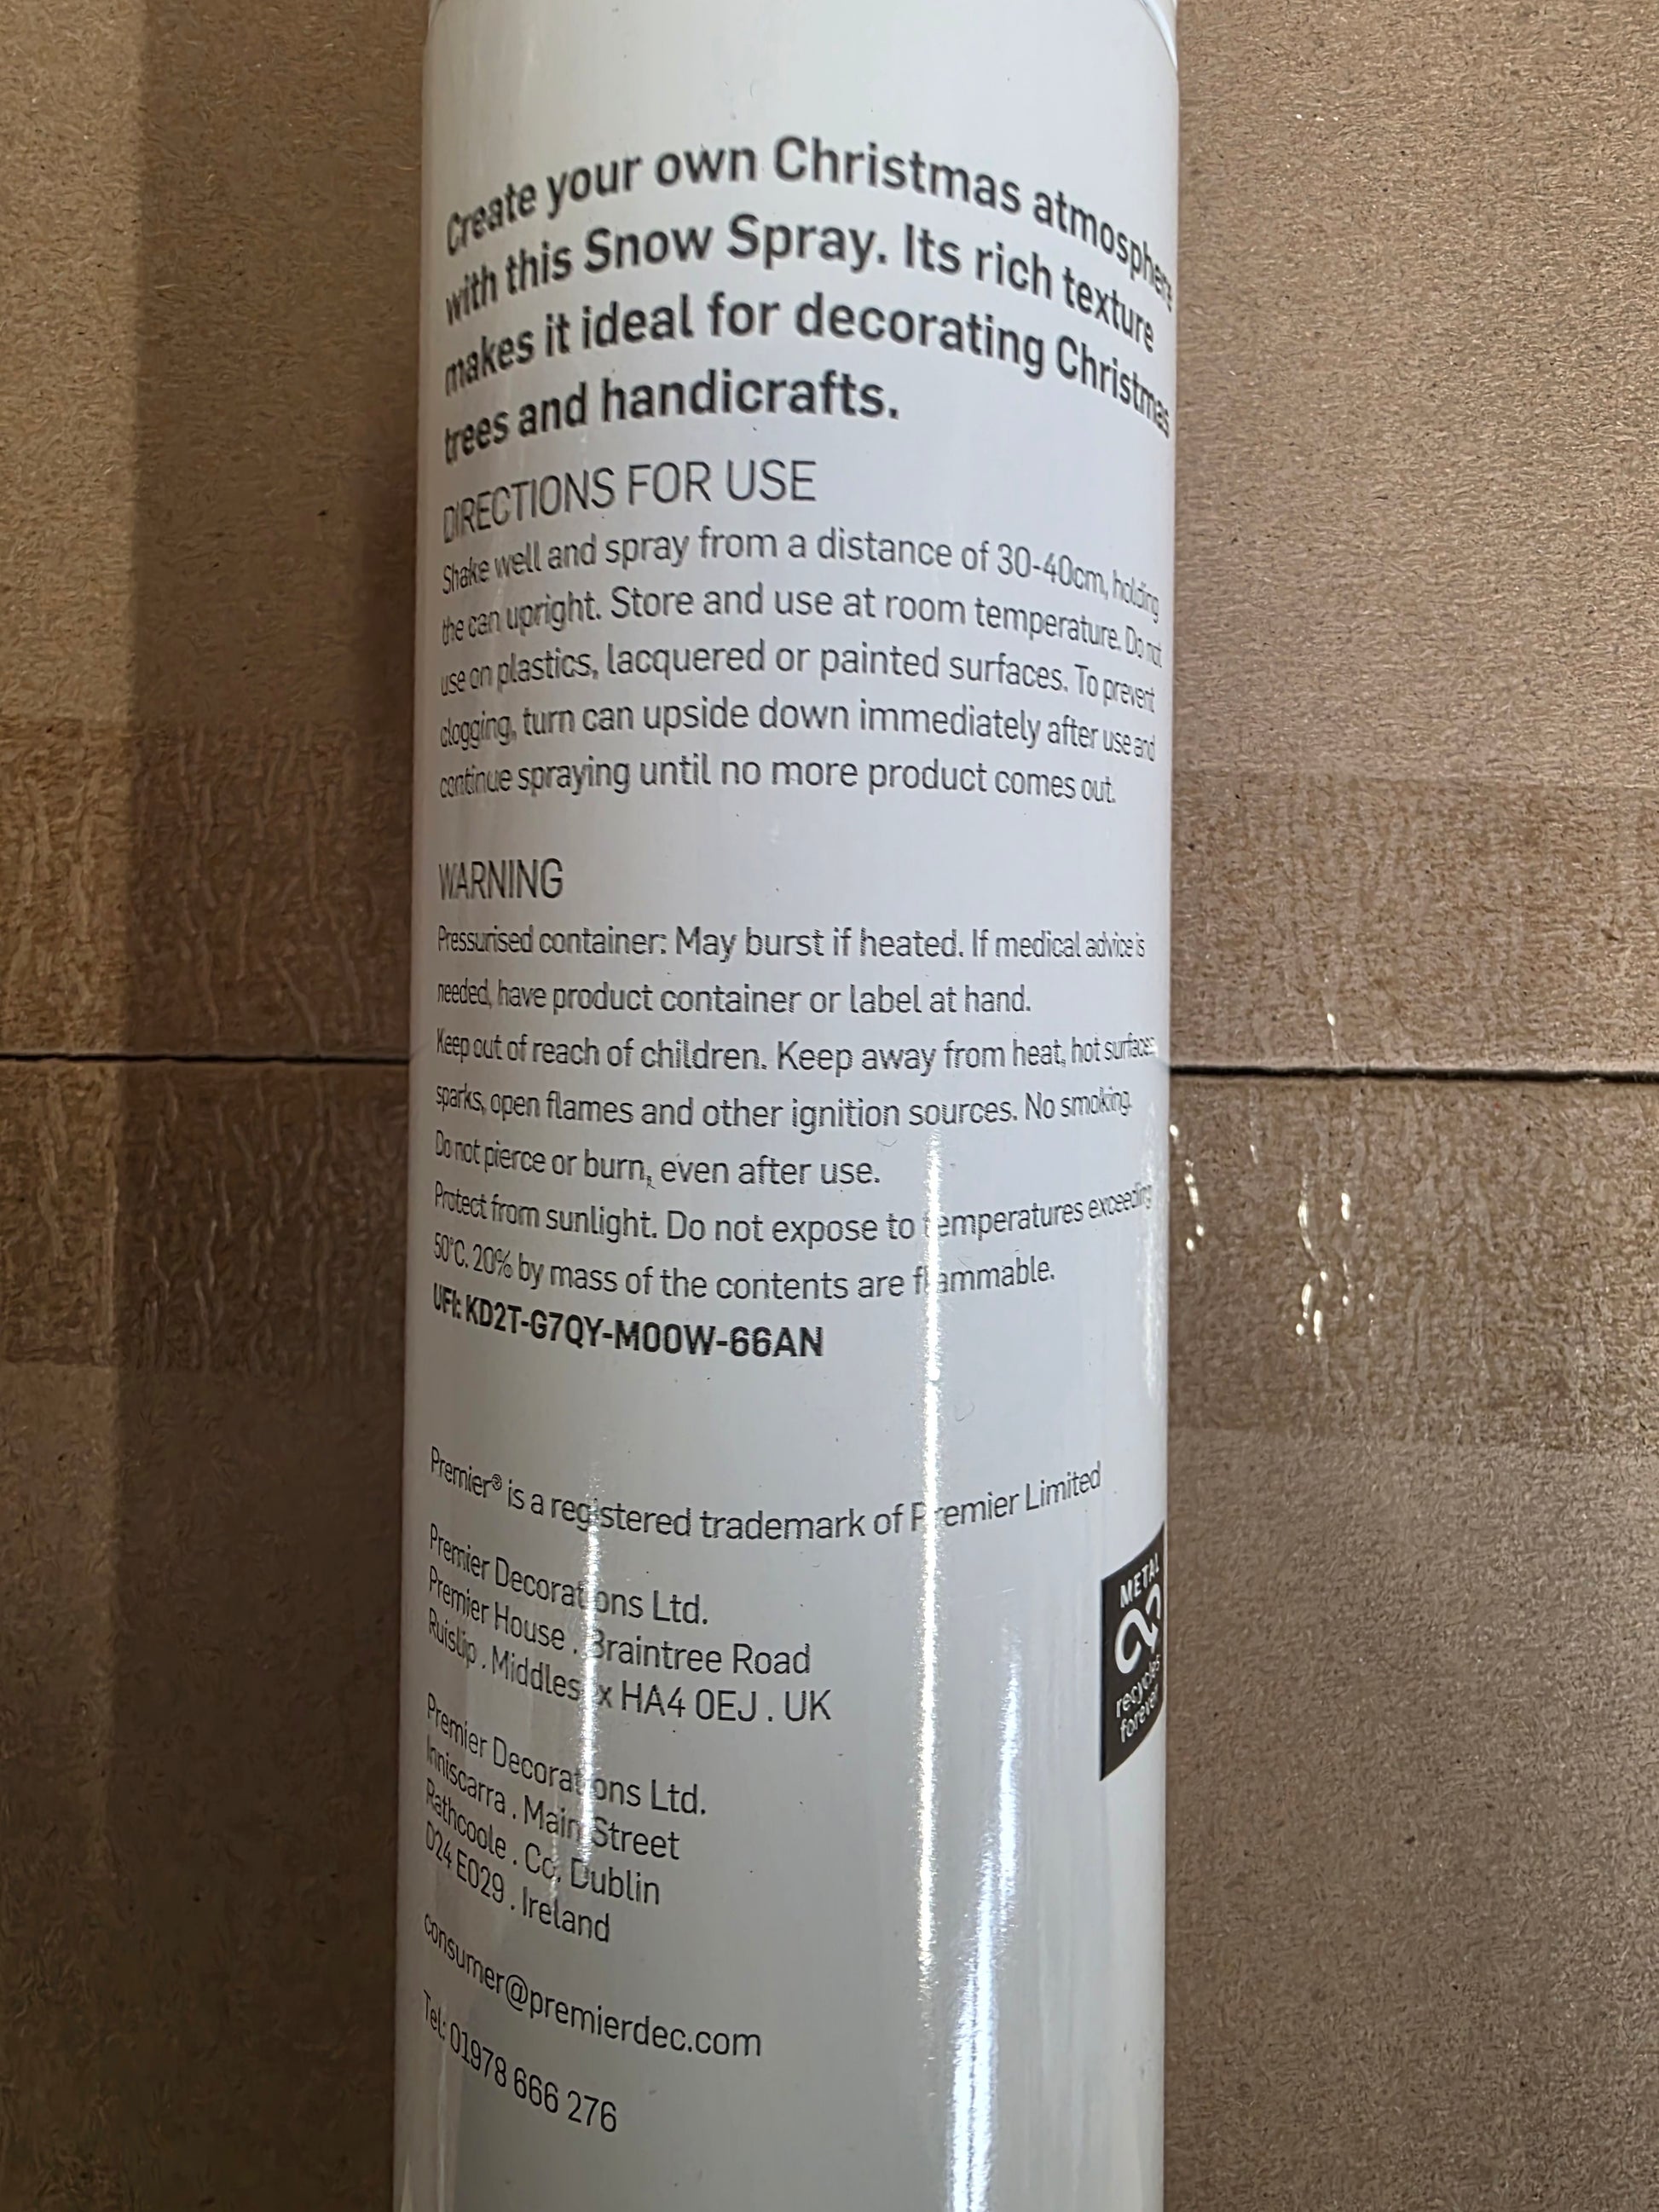 Create your own Christmas atmosphere
with this Snow Spray. Its rich texture
makes it ideal for decorating Christmas
trees and handicrafts.
DIRECTIONS FOR USE
Shake well and spray from a distance of 30-40cm, holding
the can upright. Store and use at room temperature. Do not
use on plastics, lacquered or painted surfaces. To prevent
clogging, turn can upside down immediately after use and
continue spraying until no more product comes out.
WARNING
Pressurised container: May burst if heated. If medical advice is
needed, have product container or label at hand.
Keep out of reach of children. Keep away from heat, hot surfaces,
sparks, open flames and other ignition sources. No smoking.
Do not pierce or burn, even after use.
Protect from sunlight. Do not expose to temperatures exceeding
50°C. 20% by mass of the contents are flammable.
UFI: KD2T-G7QY-M00W-66AN
Premier® is a registered trademark of Premier Limited
Premier Decorations Ltd.
Premier House . Braintree Road
Ruislip . Middlesex HA4 0EJ . UK
METAL
recycles
forever
Premier Decorations Ltd.
Inniscarra . Main Street
Rathcoole . Co. Dublin
D24 E029 . Ireland
consumer@premierdec.com
Tel: 01978 666 276